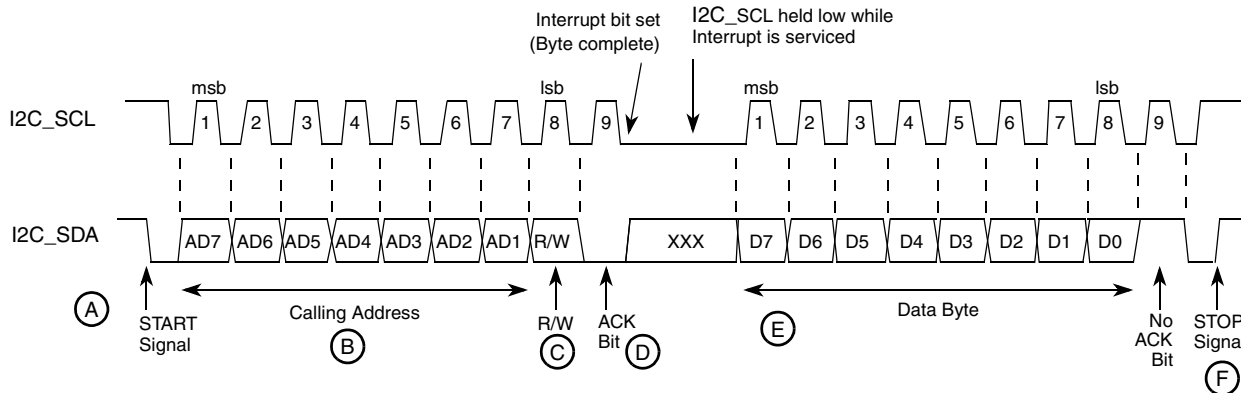 Interrupt bit set
(Byte complete)
I2C_SCL held low while
Interrupt is serviced
msb
lsb
msb
lsb
I2C_SCL
1 2 3 4 5 6 7 8 9 1 2 3 4 5 6 7 8 9
I2C_SDA
AD7 AD6 AD5 AD4 AD3 AD2 AD1 R/W XXX D7 D6 D5 D4 D3 D2 D1 D0
A
START
Signal
Calling Address
B
R/W
C
ACK
Bit
D
E
Data Byte
No
ACK
Bit
STOP
Signal
F